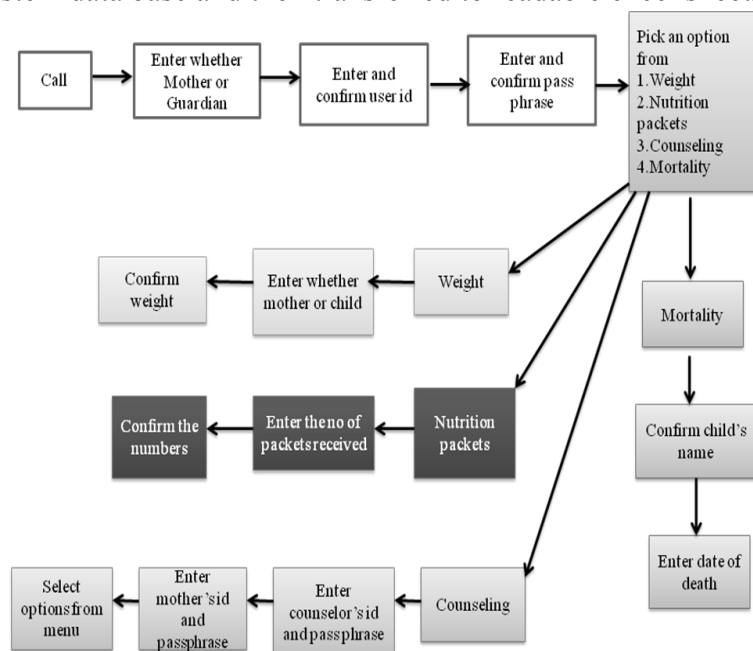 Call
Enter whether
Mother or
Guardian
Enter and
confirm user id
Enter and
confirm pass
phrase
Pick an option
from
1.Weight
2.Nutrition
packets
3.Counseling
4.Mortality
Confirm
weight
Enter whether
mother or child
Weight
Mortality
Confirm the
numbers
Enter the no of
packets received
Nutrition
packets
Confirm child's
name
Enter date of
death
Select
options from
menu
Enter
mother's id
and
passphrase
Enter
counselor's id
and passphrase
Counseling